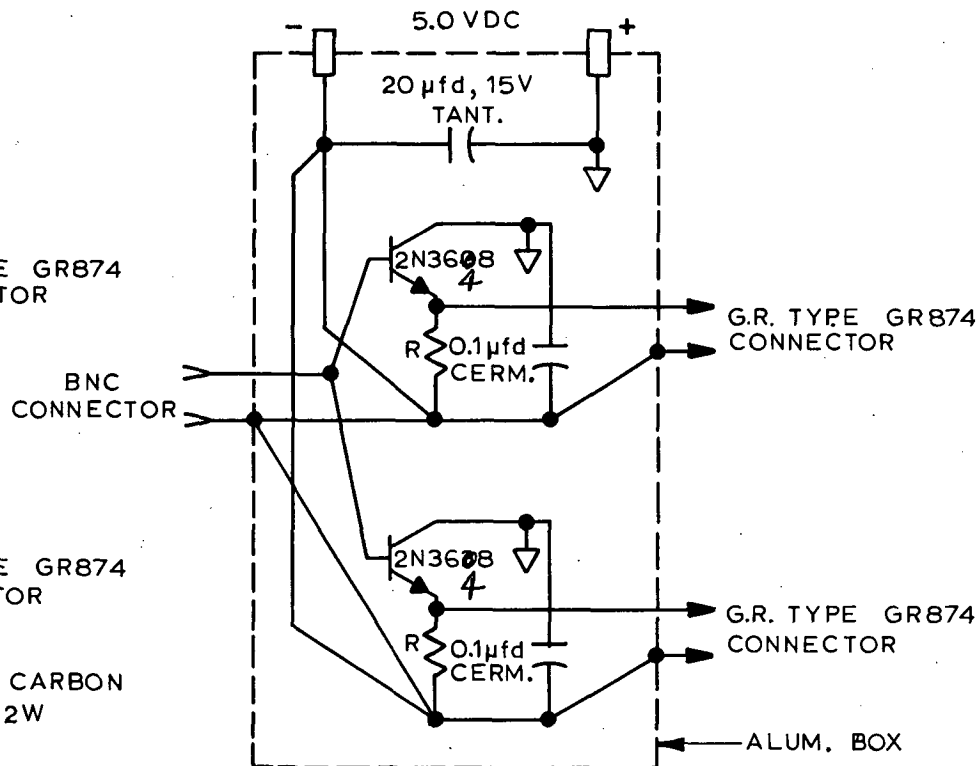 - 5.0 VDC +
20 µfd, 15V
TANT.
2N3608
4
E GR874
TOR
G.R. TYPE GR874
CONNECTOR
R 0.1µfd
CERM.
BNC
CONNECTOR
2N3608
4
E GR874
TOR
G.R. TYPE GR874
CONNECTOR
R 0.1µfd
CERM.
CARBON
2W
ALUM. BOX